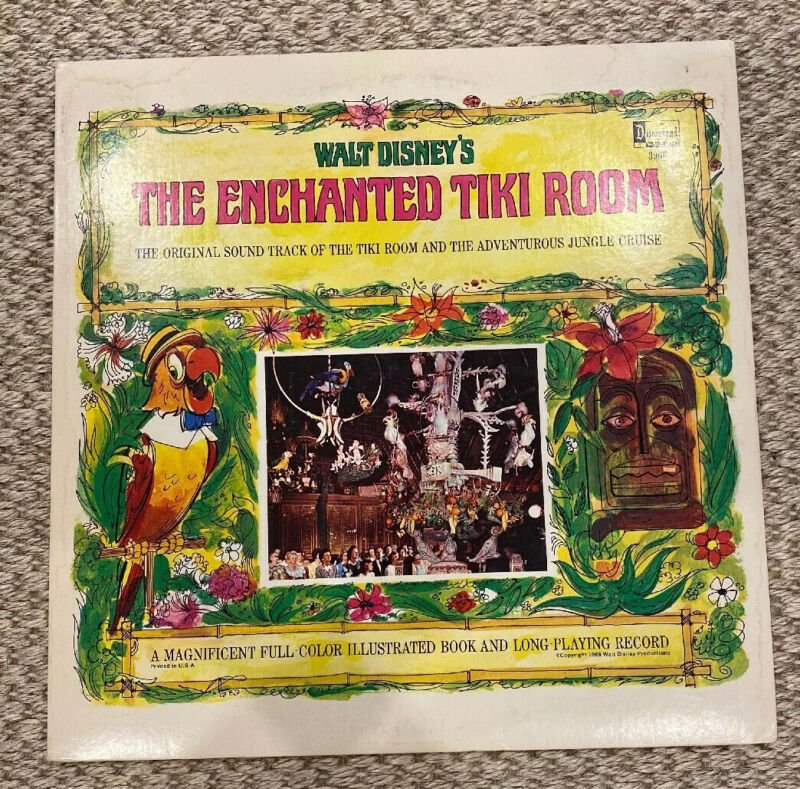 WALT DISNEY'S
Disneyland
THE ENCHANTED TIKI ROOM
THE ORIGINAL SOUND TRACK OF THE TIKI ROOM AND THE ADVENTUROUS JUNGLE CRUISE
A MAGNIFICENT FULL-COLOR ILLUSTRATED BOOK AND LONG-PLAYING RECORD
Printed in U.S.A.
©Copyright 1968 Walt Disney Productions